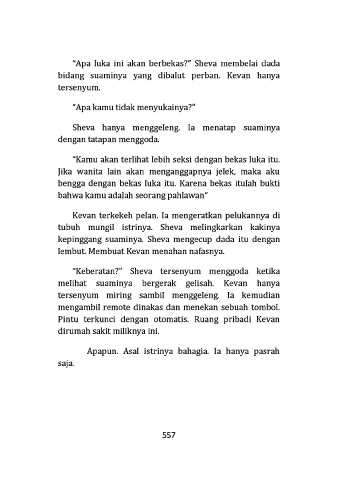 “Apa luka ini akan berbekas?” Sheva membelai dada
bidang suaminya yang dibalut perban. Kevan hanya
tersenyum.
“Apa kamu tidak menyukainya?”
Sheva hanya menggeleng. Ia menatap suaminya
dengan tatapan menggoda.
“Kamu akan terlihat lebih seksi dengan bekas luka itu.
Jika wanita lain akan menganggapnya jelek, maka aku
bengga dengan bekas luka itu. Karena bekas itulah bukti
bahwa kamu adalah seorang pahlawan”
Kevan terkekeh pelan. Ia mengeratkan pelukannya di
tubuh mungil istrinya. Sheva melingkarkan kakinya
kepinggang suaminya. Sheva mengecup dada itu dengan
lembut. Membuat Kevan menahan nafasnya.
“Keberatan?” Sheva tersenyum menggoda ketika
melihat suaminya bergerak gelisah. Kevan hanya
tersenyum miring sambil menggeleng. Ia kemudian
mengambil remote dinakas dan menekan sebuah tombol.
Pintu terkunci dengan otomatis. Ruang pribadi Kevan
dirumah sakit miliknya ini.
Apapun. Asal istrinya bahagia. Ia hanya pasrah
saja.
557